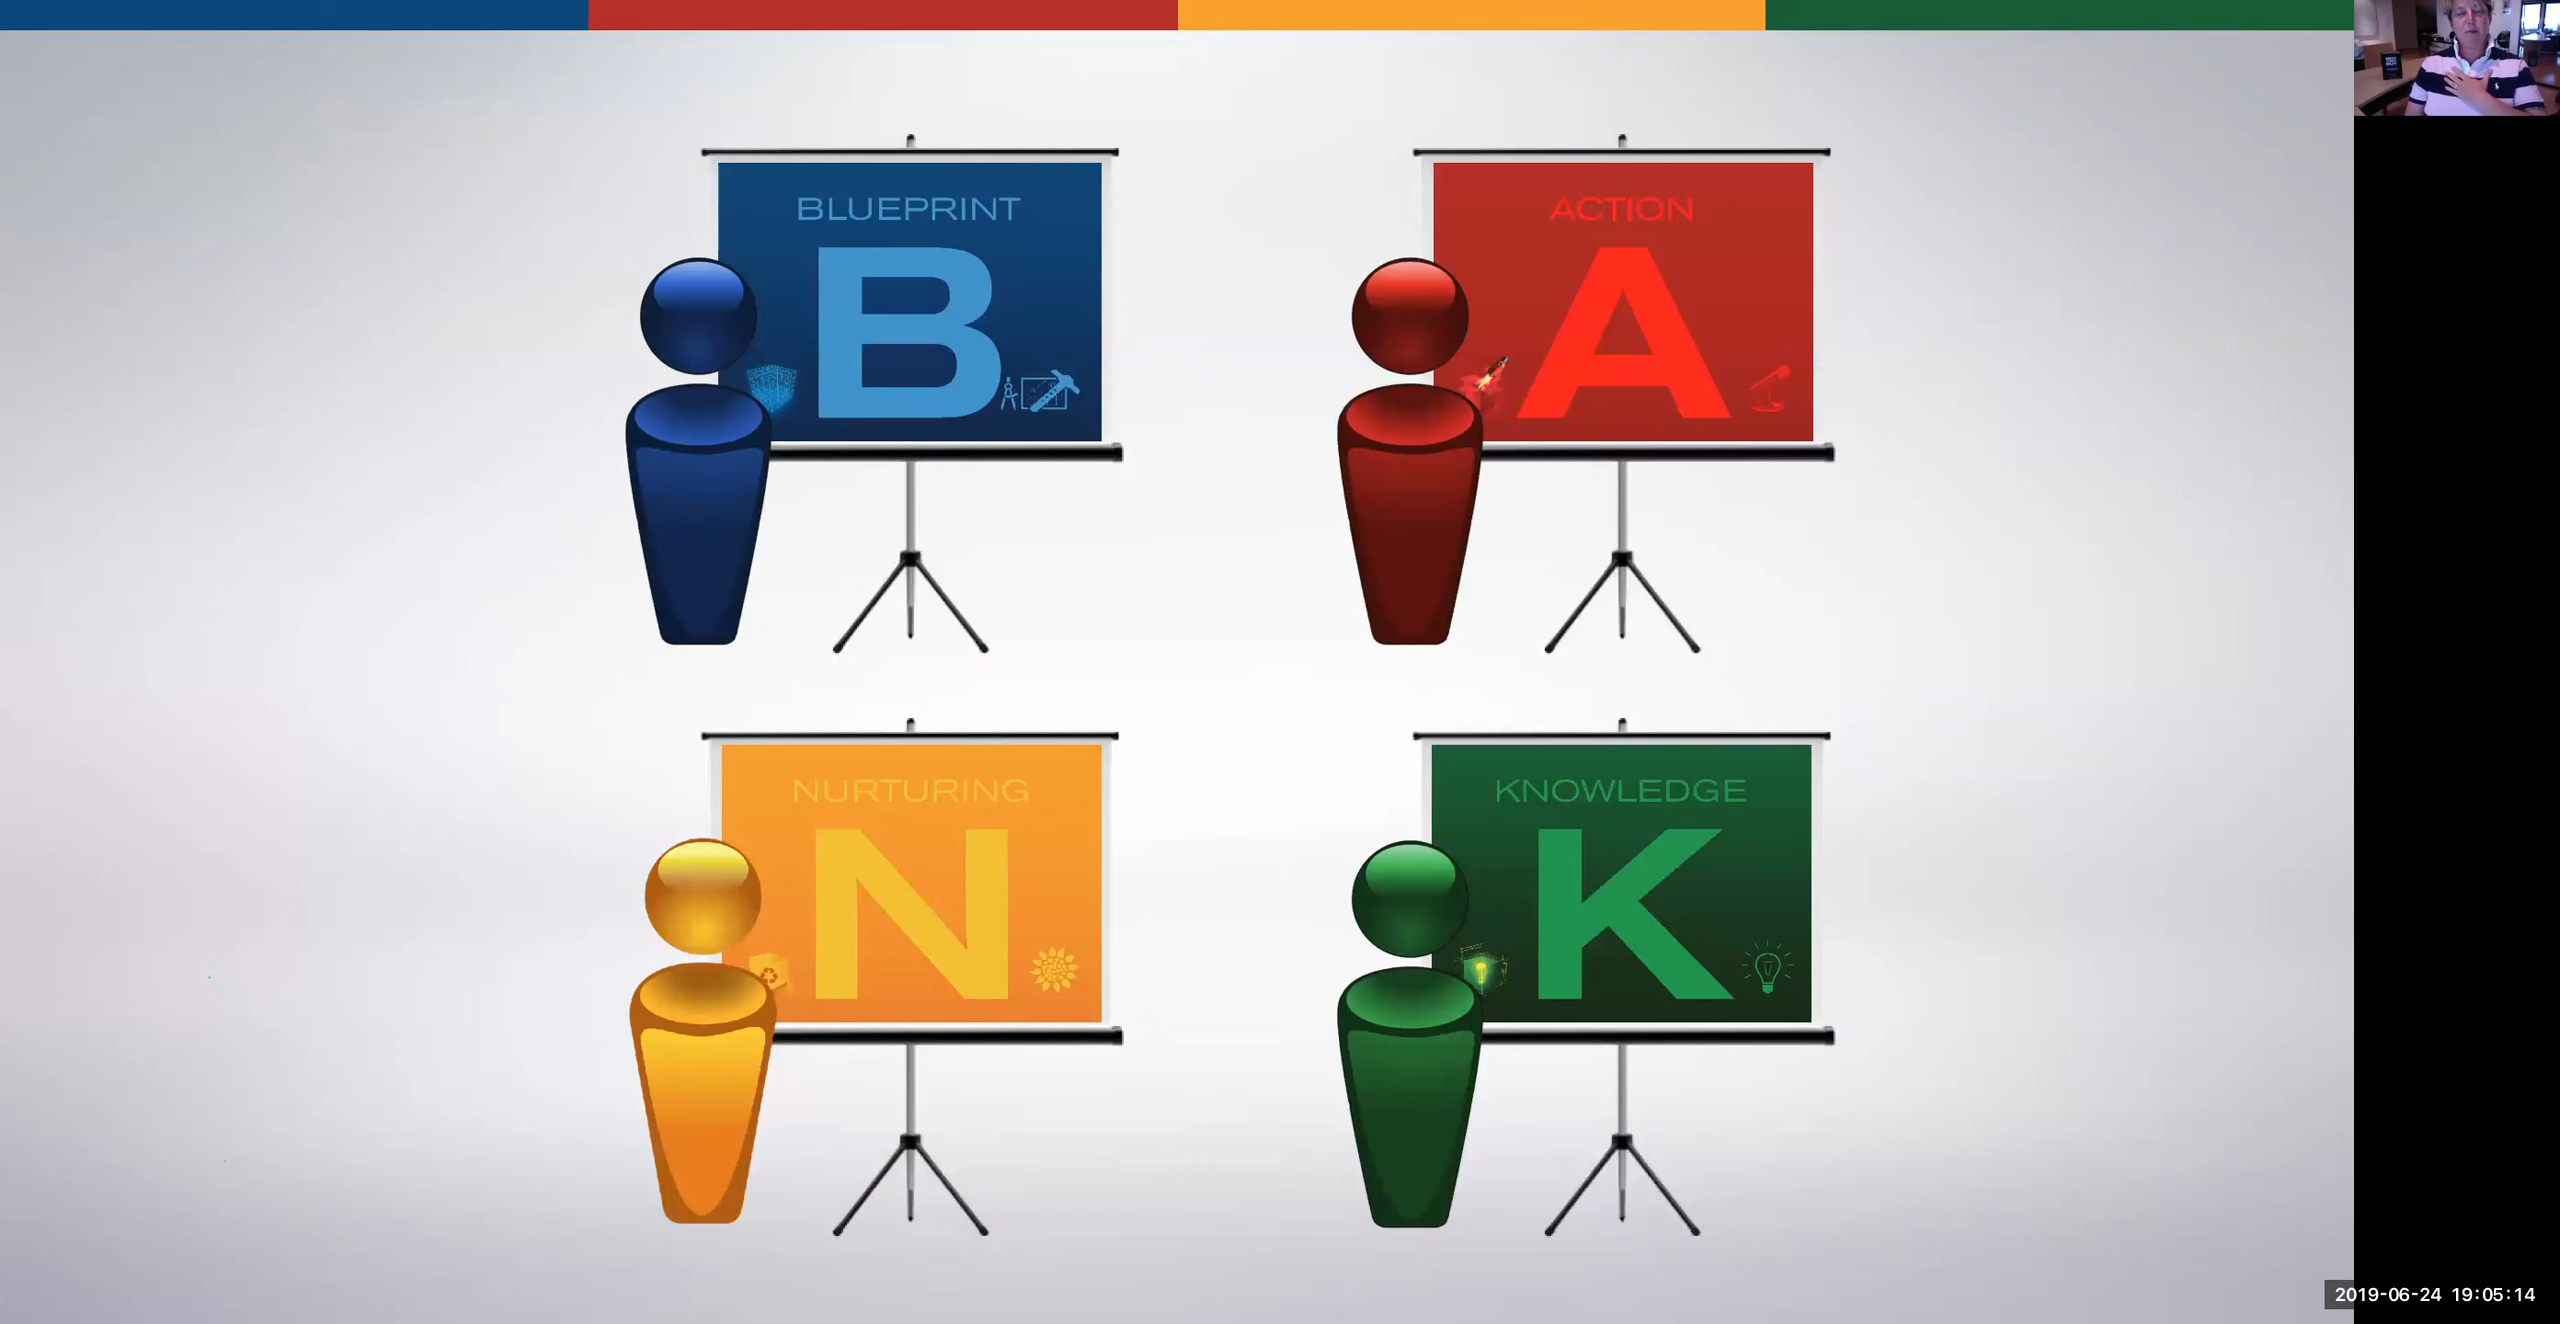 BLUEPRINT
B
ACTION
A
NURTURING
N
KNOWLEDGE
K
2019-06-24 19:05:14